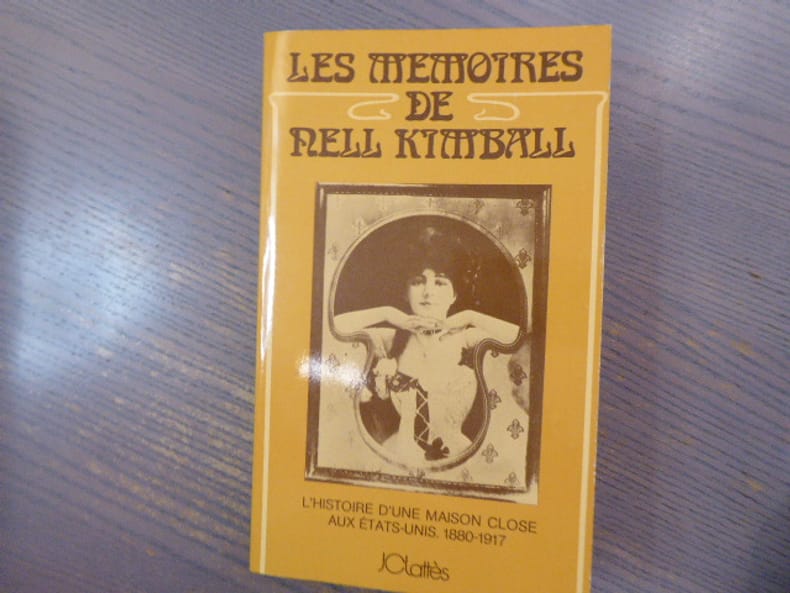 LES MEMOIRES
DE
NELL KIMBALL
L'HISTOIRE D'UNE MAISON CLOSE
AUX ÉTATS-UNIS. 1880-1917
JCLattès